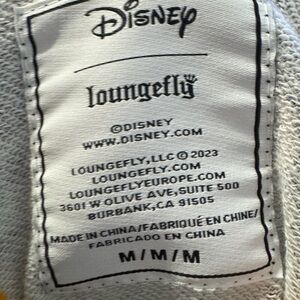 Disney
loungefly
©DISNEY
WWW.DISNEY.COM
LOUNGEFLY,LLC © 2023
LOUNGEFLY.COM
LOUNGEFLYEUROPE.COM
3601 W OLIVE AVE,SUITE 500
BURBANK,CA 91505
MADE IN CHINA/FABRIQUÉ EN CHINE/
FABRICADO EN CHINA
M/M/M